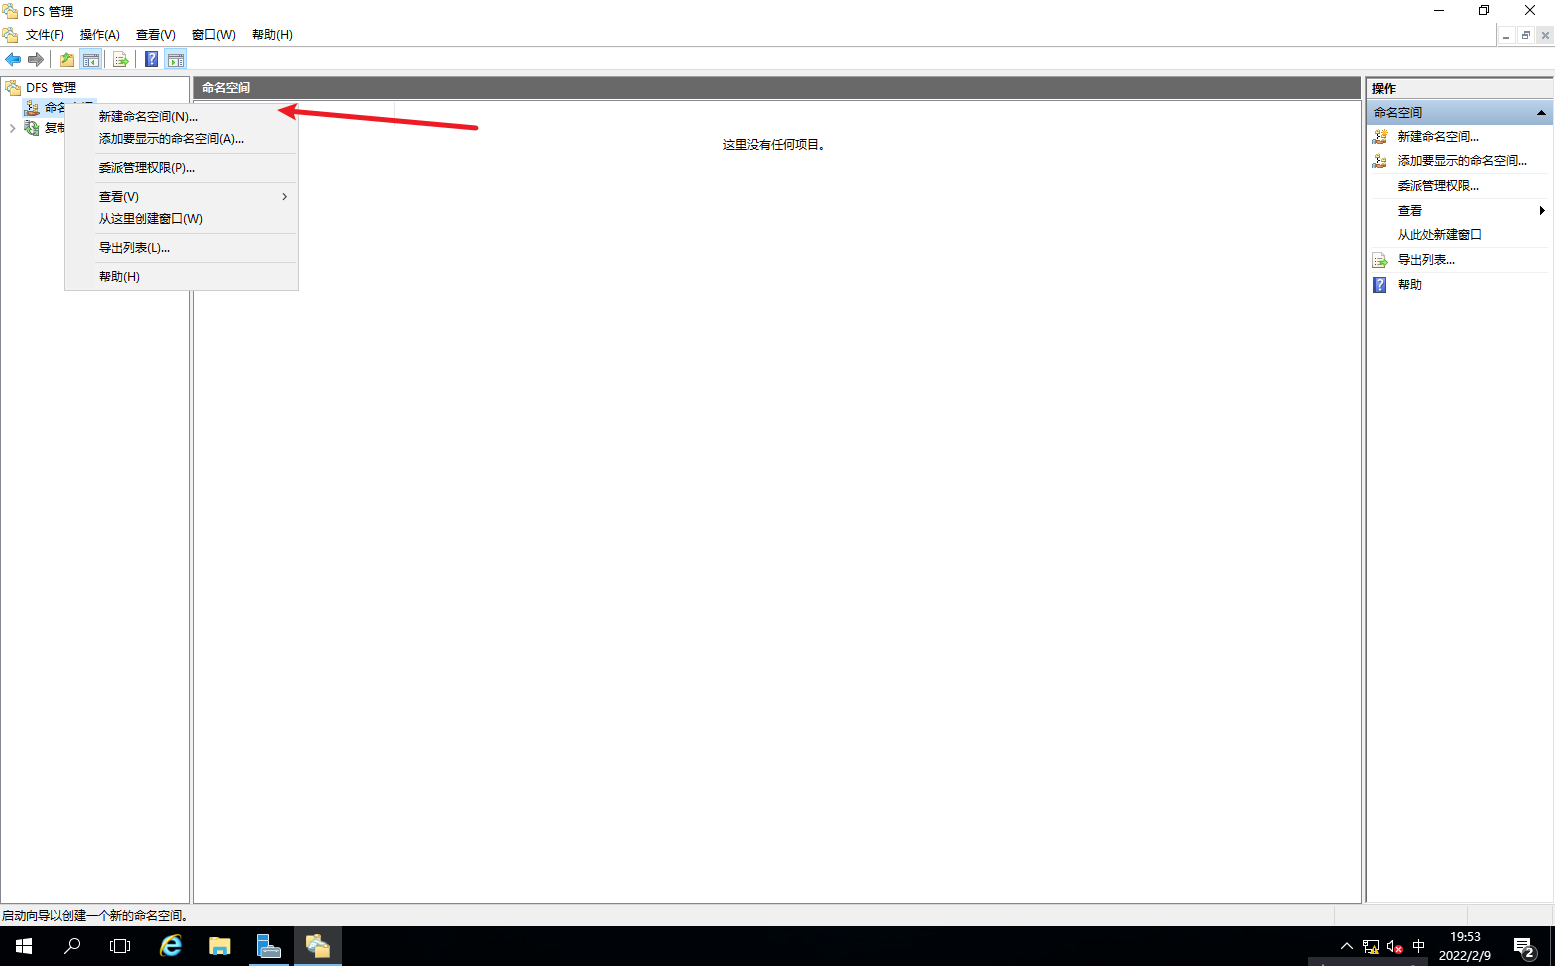 DFS 管理
文件(F) 操作(A) 查看(V) 窗口(W) 帮助(H)
DFS 管理
命名
复制
新建命名空间(N)...
添加要显示的命名空间(A)...
委派管理权限(P)...
查看(V)
从这里创建窗口(W)
导出列表(L)...
帮助(H)
命名空间
这里没有任何项目。
操作
命名空间
新建命名空间...
添加要显示的命名空间...
委派管理权限...
查看
从此处新建窗口
导出列表...
帮助
启动向导以创建一个新的命名空间。
中
19:53
2022/2/9
2